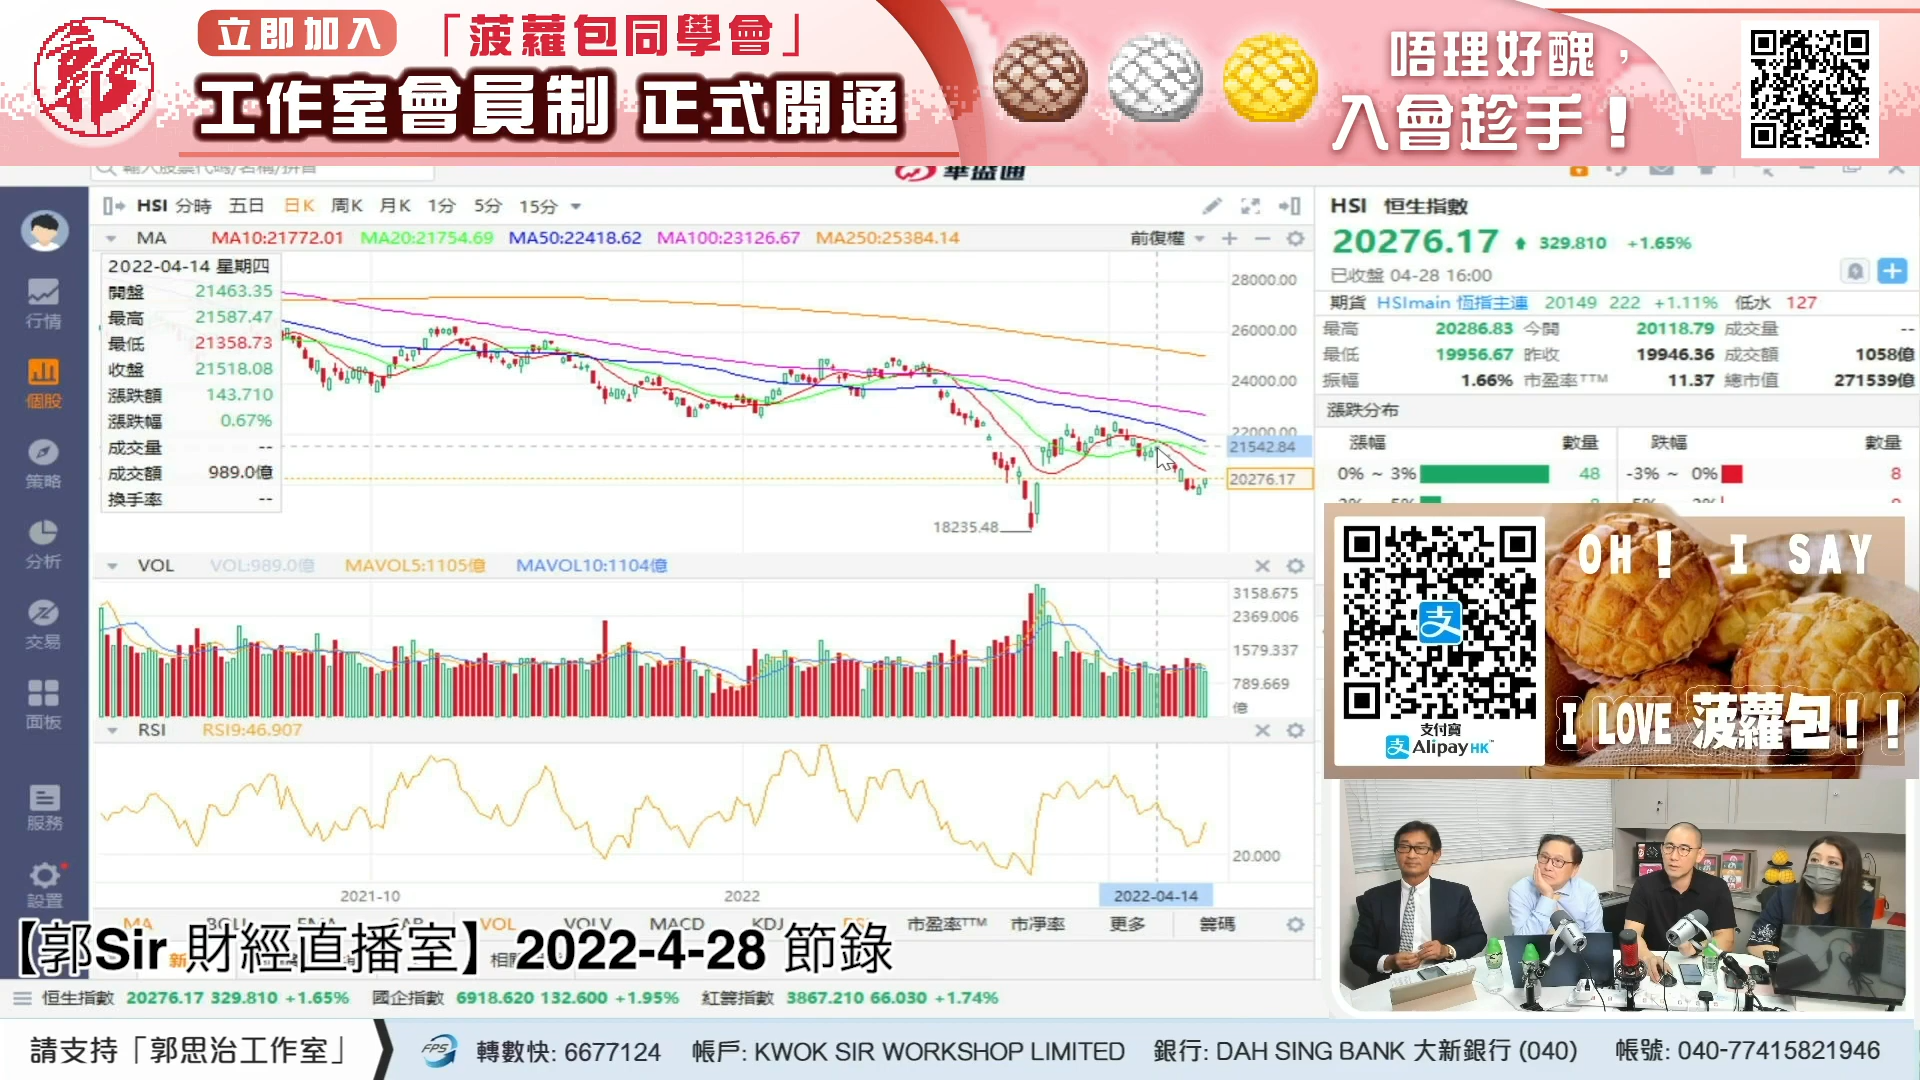 立即加入
「菠蘿包同學會」
工作室會員制 正式開通
唔理好醜，
入會趁手！
華盛通
HSI 分時 五日 日K 周K 月K 1分 5分 15分
MA MA10:21772.01 MA20:21754.69 MA50:22418.62 MA100:23126.67 MA250:25384.14 前復權
2022-04-14 星期四
開盤 21463.35
最高 21587.47
最低 21358.73
收盤 21518.08
漲跌額 143.710
漲跌幅 0.67%
成交量 --
成交額 989.0億
換手率 --
28000.00
26000.00
24000.00
22000.00
21542.84
20276.17
18235.48
VOL VOL:989.0億 MAVOL5:1105億 MAVOL10:1104億
3158.675
2369.006
1579.337
789.669
億
RSI RSI9:46.907
20.000
2021-10 2022 2022-04-14
MA VOL VOLV MACD KDJ 市盈率TTM 市淨率 更多 籌碼
行情
個股
策略
分析
交易
面板
服務
設置
HSI 恒生指數
20276.17 329.810 +1.65%
已收盤 04-28 16:00
期貨 HSImain 恆指主連 20149 222 +1.11% 低水 127
最高 20286.83 今開 20118.79 成交量 --
最低 19956.67 昨收 19946.36 成交額 1058億
振幅 1.66% 市盈率TTM 11.37 總市值 271539億
漲跌分布
漲幅 數量 跌幅 數量
0% ~ 3% 48 -3% ~ 0% 8
OH! I SAY
I LOVE 菠蘿包!!
支付寶
支 AlipayHK
【郭Sir 財經直播室】2022-4-28 節錄
恒生指數 20276.17 329.810 +1.65% 國企指數 6918.620 132.600 +1.95% 紅籌指數 3867.210 66.030 +1.74%
請支持「郭思治工作室」 FPS 轉數快: 6677124 帳戶: KWOK SIR WORKSHOP LIMITED 銀行: DAH SING BANK 大新銀行 (040) 帳號: 040-77415821946